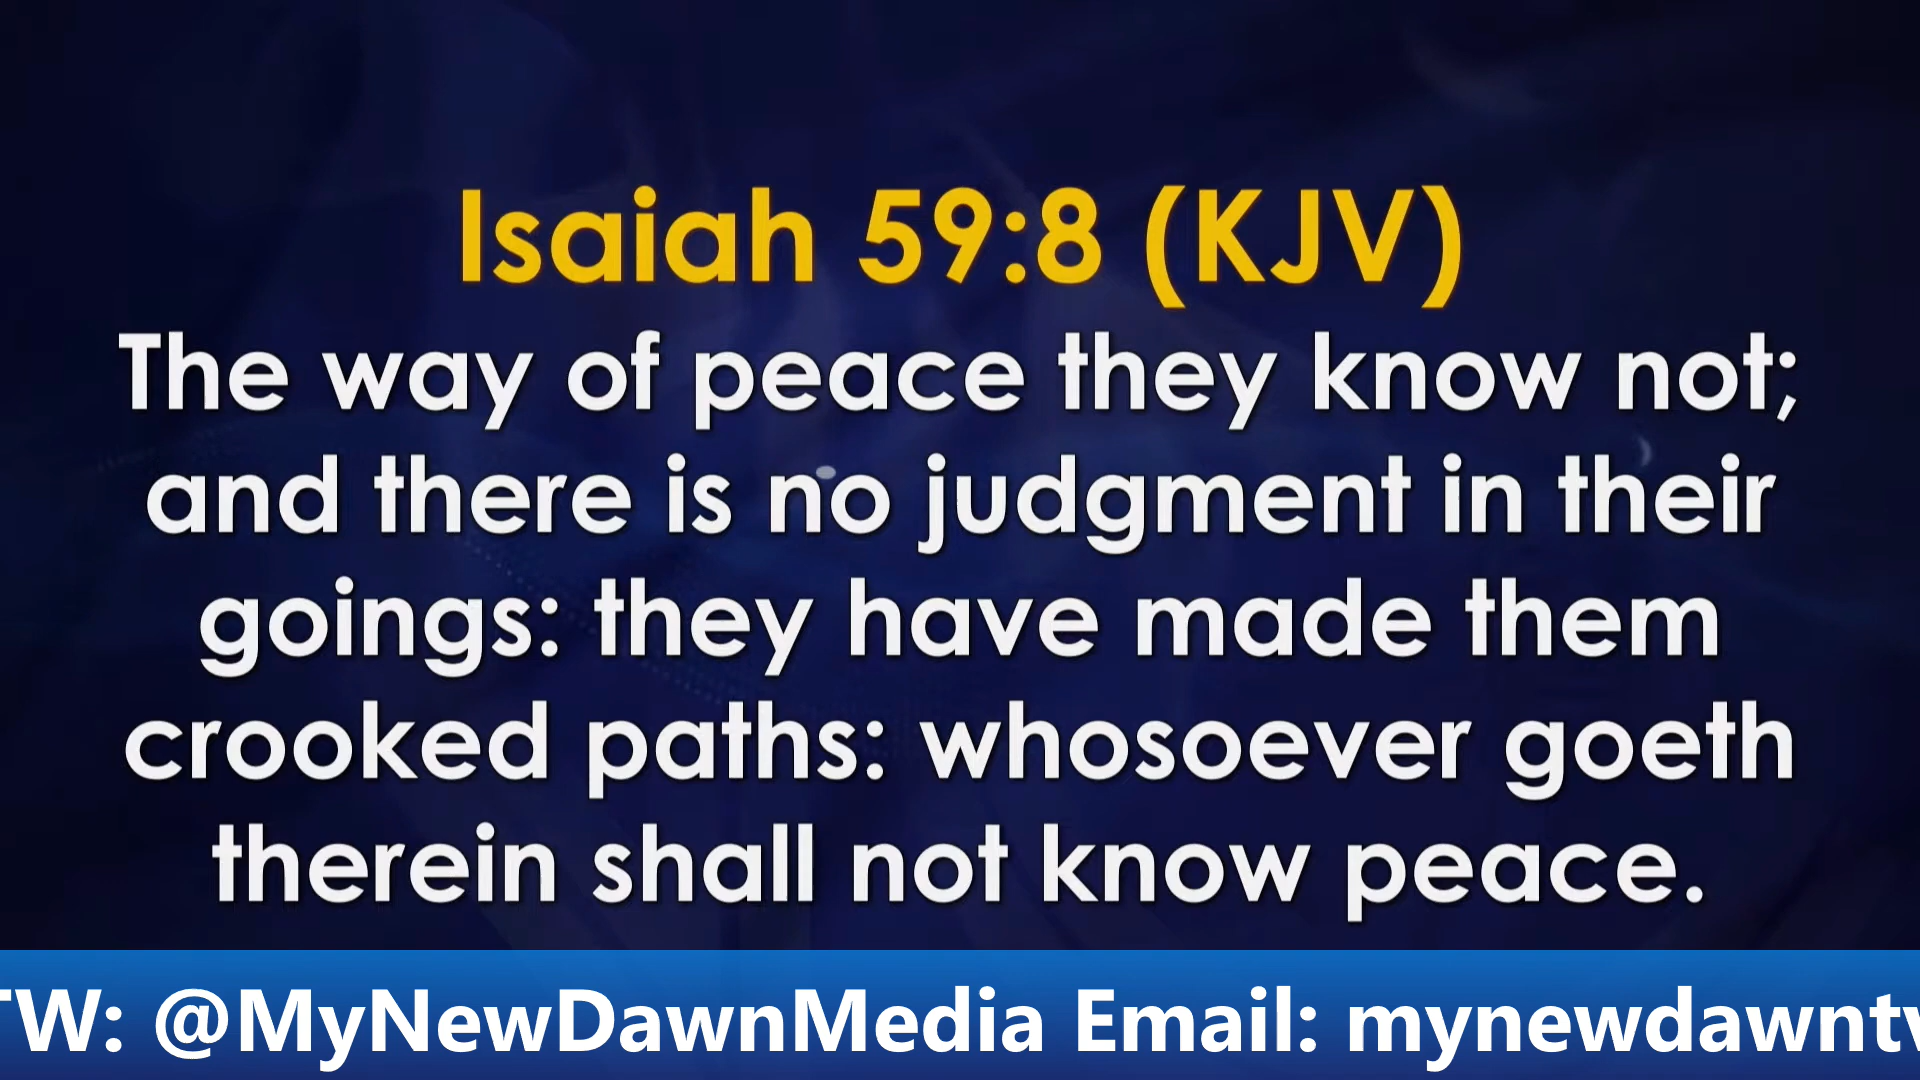 Isaiah 59:8 (KJV)
The way of peace they know not;
and there is no judgment in their
goings: they have made them
crooked paths: whosoever goeth
therein shall not know peace.
TW: @MyNewDawnMedia Email: mynewdawntv